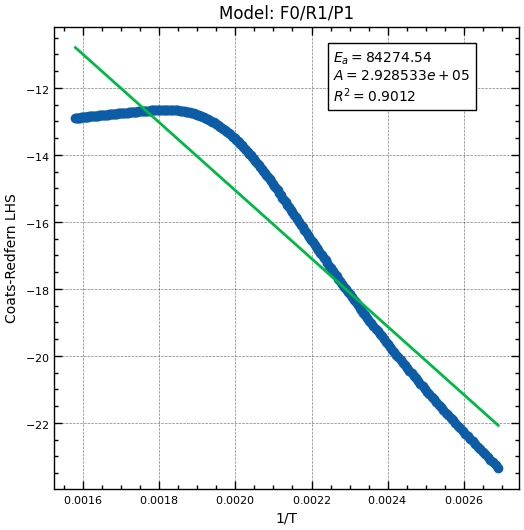 Model: F0/R1/P1
E_a = 84274.54
A = 2.928533e + 05
R^2 = 0.9012
Coats-Redfern LHS
−12
−14
−16
−18
−20
−22
0.0016 0.0018 0.0020 0.0022 0.0024 0.0026
1/T